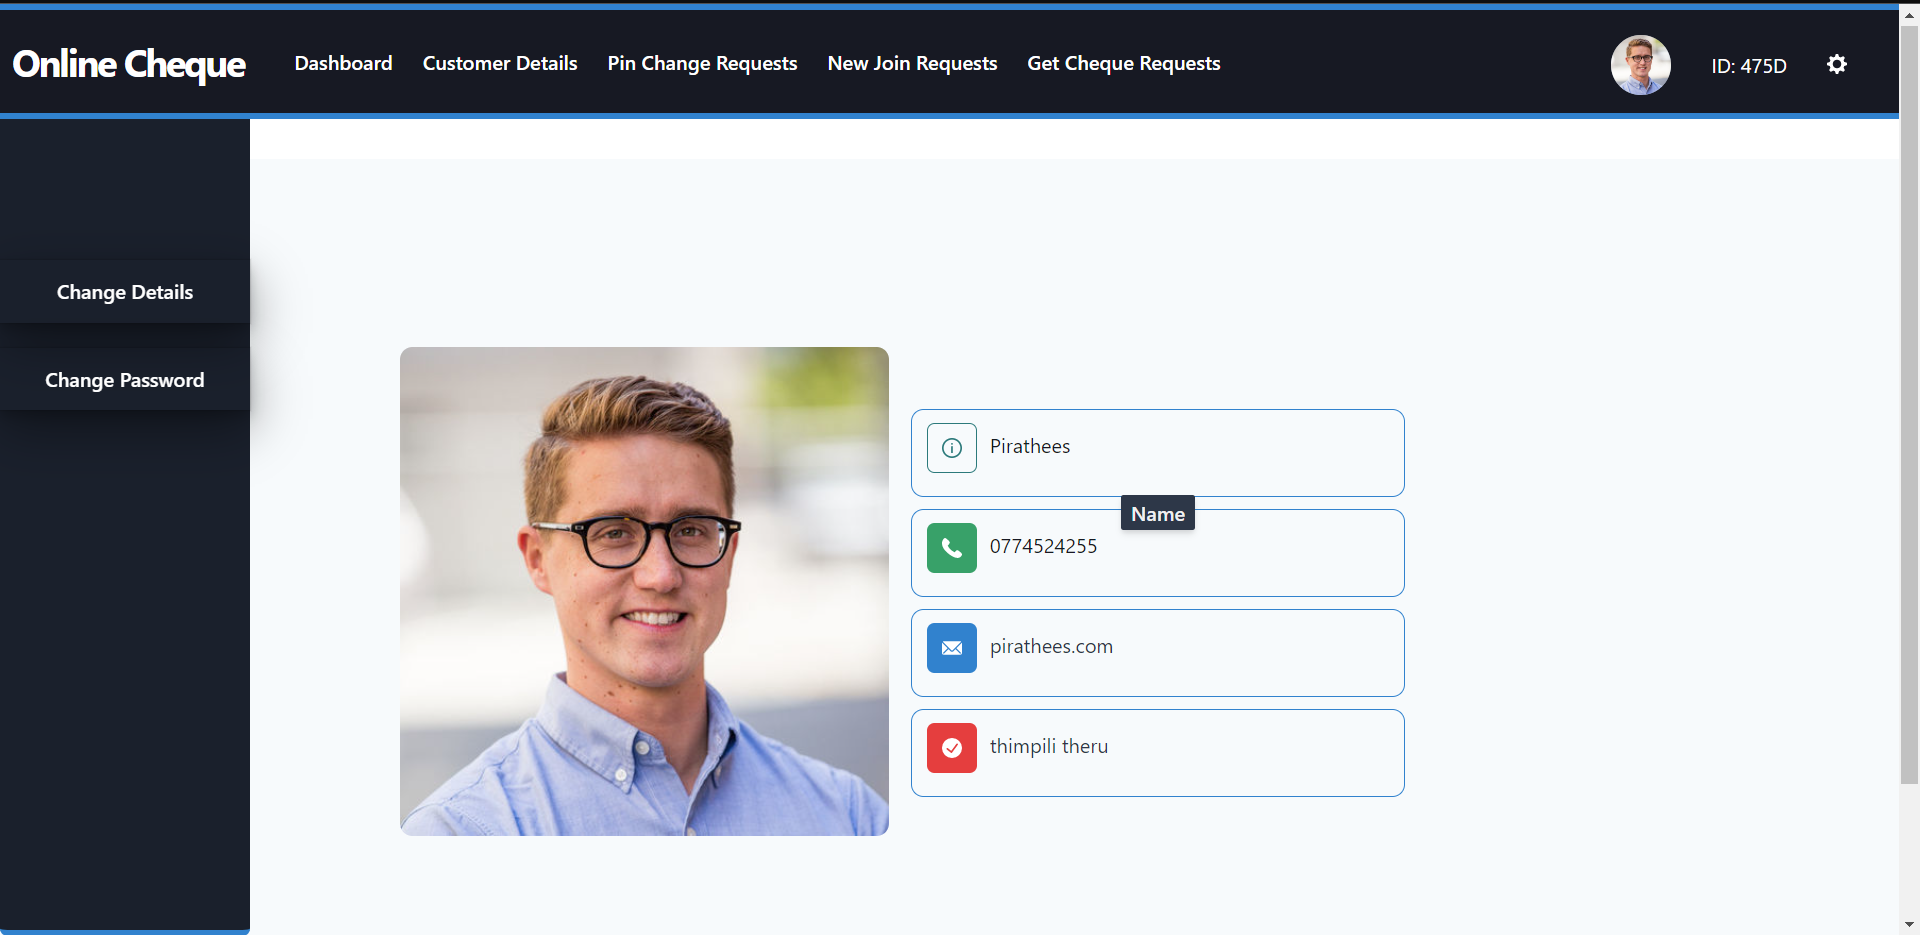 Online Cheque
Dashboard
Customer Details
Pin Change Requests
New Join Requests
Get Cheque Requests
ID: 475D
Change Details
Change Password
Pirathees
Name
0774524255
pirathees.com
thimpili theru